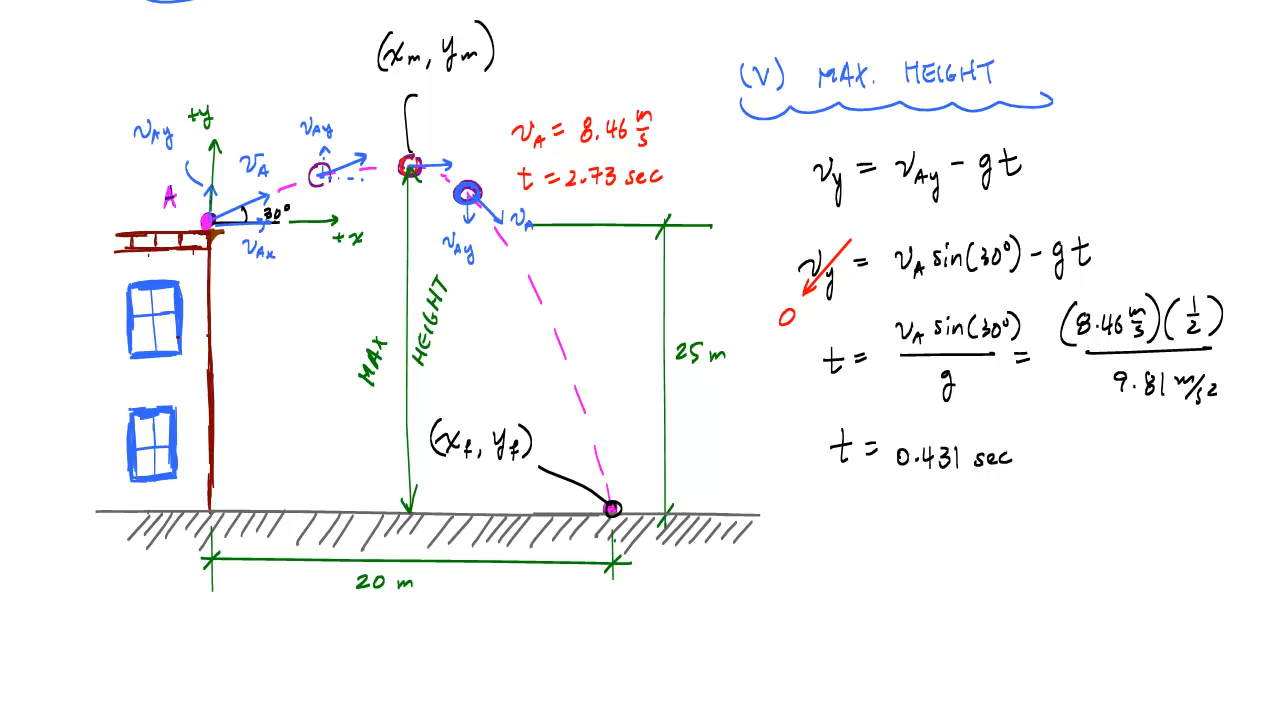 (xm, ym)
(V) MAX. HEIGHT
+y
vAy
vAy
vA
vA = 8.46 m/s
t = 2.73 sec
vy = vAy - gt
A
30°
+x
vAx
vA
vAy
vy = vA sin(30°) - gt
0
t = vA sin(30°) / g = (8.46 m/s)(1/2) / 9.81 m/s2
MAX HEIGHT
25 m
(xf, yf)
t = 0.431 sec
20 m